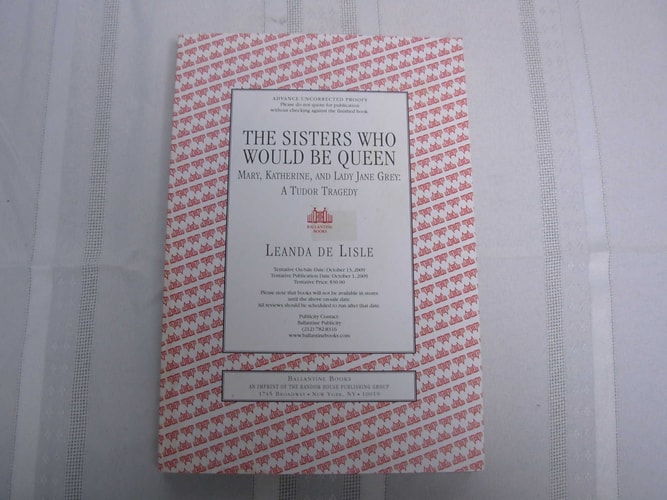 ADVANCE UNCORRECTED PROOFS
Please do not quote for publication
without checking against the finished book.
THE SISTERS WHO
WOULD BE QUEEN
MARY, KATHERINE, AND LADY JANE GREY:
A TUDOR TRAGEDY
BALLANTINE
BOOKS
LEANDA DE LISLE
Tentative On-Sale Date: October 13, 2009
Tentative Publication Date: October 1, 2009
Tentative Price: $30.00
Please note that books will not be available in stores
until the above on-sale date.
All reviews should be scheduled to run after that date.
Publicity Contact:
Ballantine Publicity
(212) 782-8316
www.ballantinebooks.com
BALLANTINE BOOKS
AN IMPRINT OF THE RANDOM HOUSE PUBLISHING GROUP
1745 BROADWAY • NEW YORK, NY • 10019